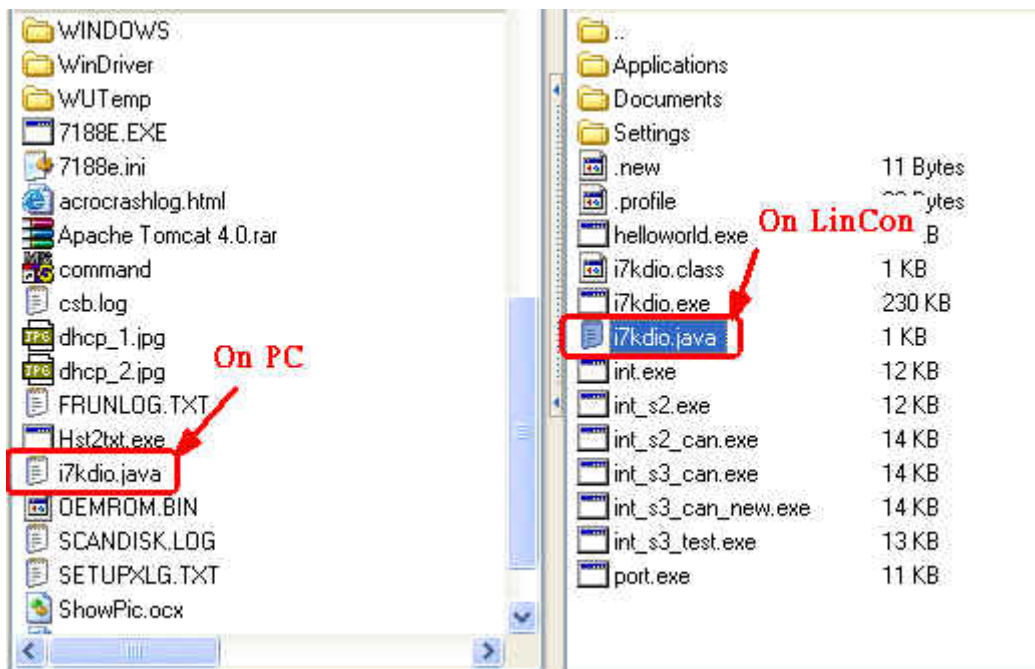 WINDOWS
WinDriver
WUTemp
7188E.EXE
7188e.ini
acrocrashlog.html
Apache Tomcat 4.0.rar
command
csb.log
dhcp_1.jpg
dhcp_2.jpg
On PC
FRUNLOG.TXT
Hst2txt.exe
i7kdio.java
OEMROM.BIN
SCANDISK.LOG
SETUPXLG.TXT
ShowPic.ocx
..
Applications
Documents
Settings
.new 11 Bytes
.profile
On LinCon
helloworld.exe
i7kdio.class 1 KB
i7kdio.exe 230 KB
i7kdio.java 1 KB
int.exe 12 KB
int_s2.exe 12 KB
int_s2_can.exe 14 KB
int_s3_can.exe 14 KB
int_s3_can_new.exe 14 KB
int_s3_test.exe 13 KB
port.exe 11 KB